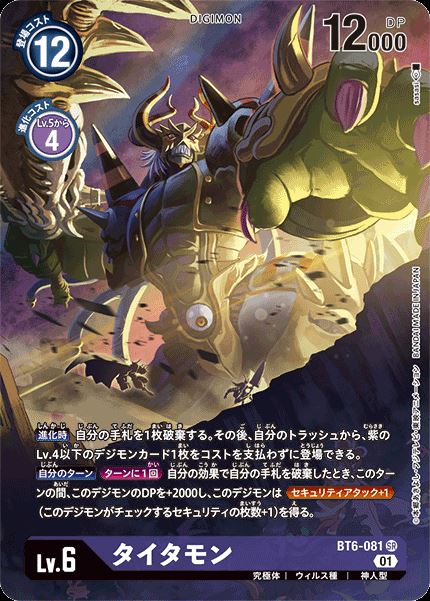 登場コスト
12
DIGIMON
DP
12000
進化コスト
Lv.5から
4
進化時 自分の手札を1枚破棄する。その後、自分のトラッシュから、紫の
Lv.4以下のデジモンカード1枚をコストを支払わずに登場できる。
自分のターン ターンに1回 自分の効果で自分の手札を破棄したとき、このター
ンの間、このデジモンのDPを+2000し、このデジモンは セキュリティアタック+1
(このデジモンがチェックするセキュリティの枚数+1)を得る。
BANDAI MADE IN JAPAN
Lv.6
タイタモン
BT6-081 SR
01
究極体 | ウィルス種 | 神人型